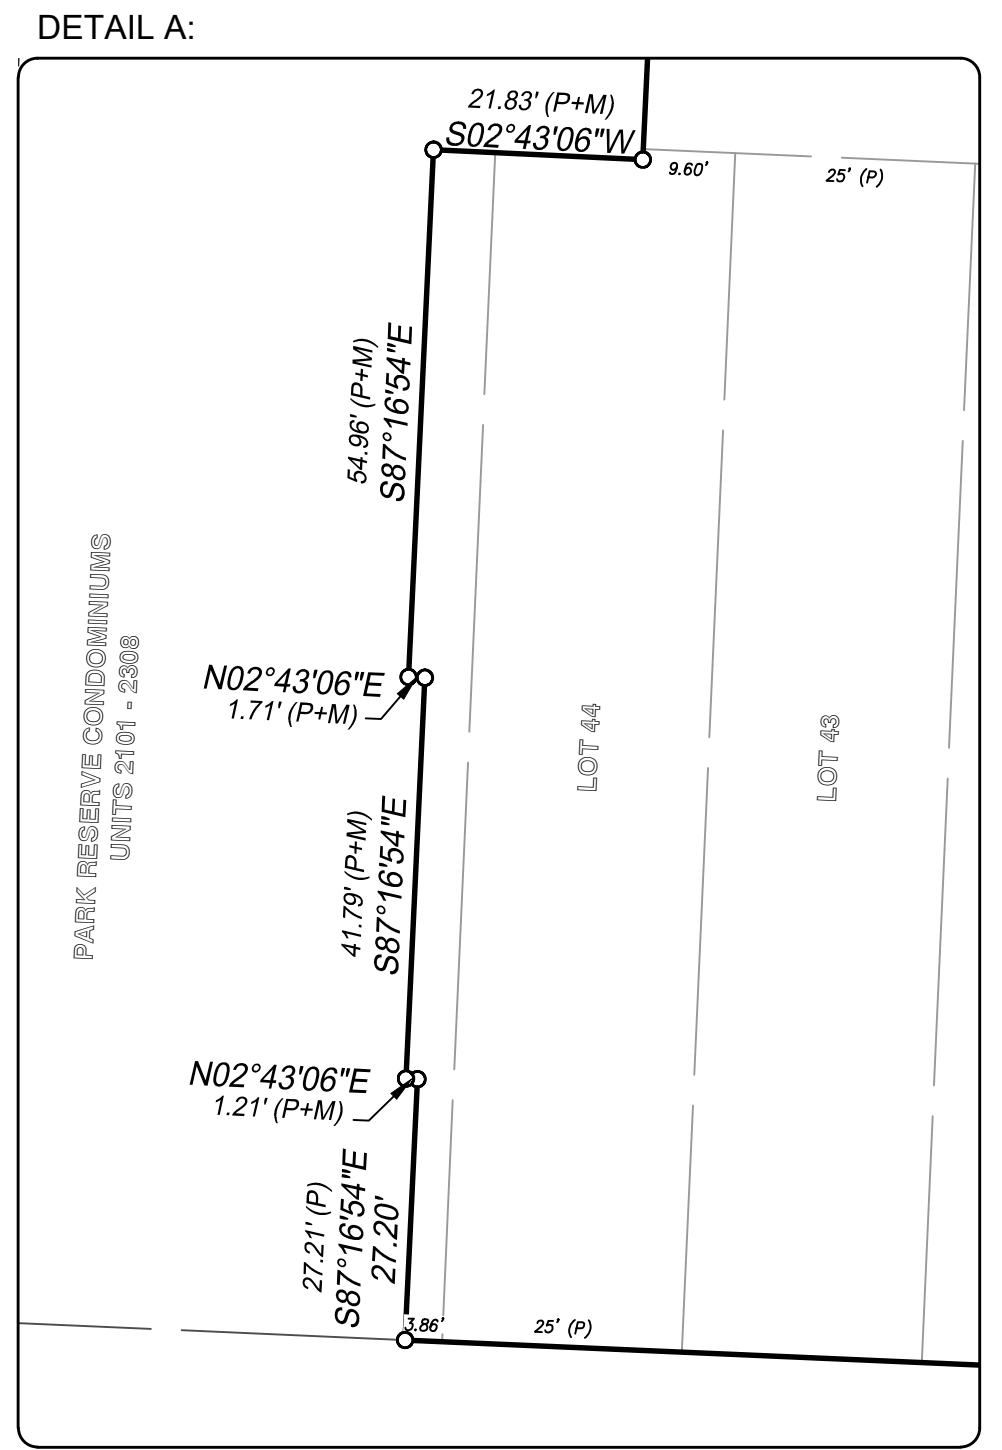 DETAIL A:
21.83' (P+M)
S02°43'06"W
9.60'
25' (P)
54.96' (P+M)
S87°16'54"E
PARK RESERVE CONDOMINIUMS
UNITS 2101 - 2308
N02°43'06"E
1.71' (P+M)
LOT 44
LOT 43
41.79' (P+M)
S87°16'54"E
N02°43'06"E
1.21' (P+M)
27.21' (P)
S87°16'54"E
27.20'
3.86'
25' (P)